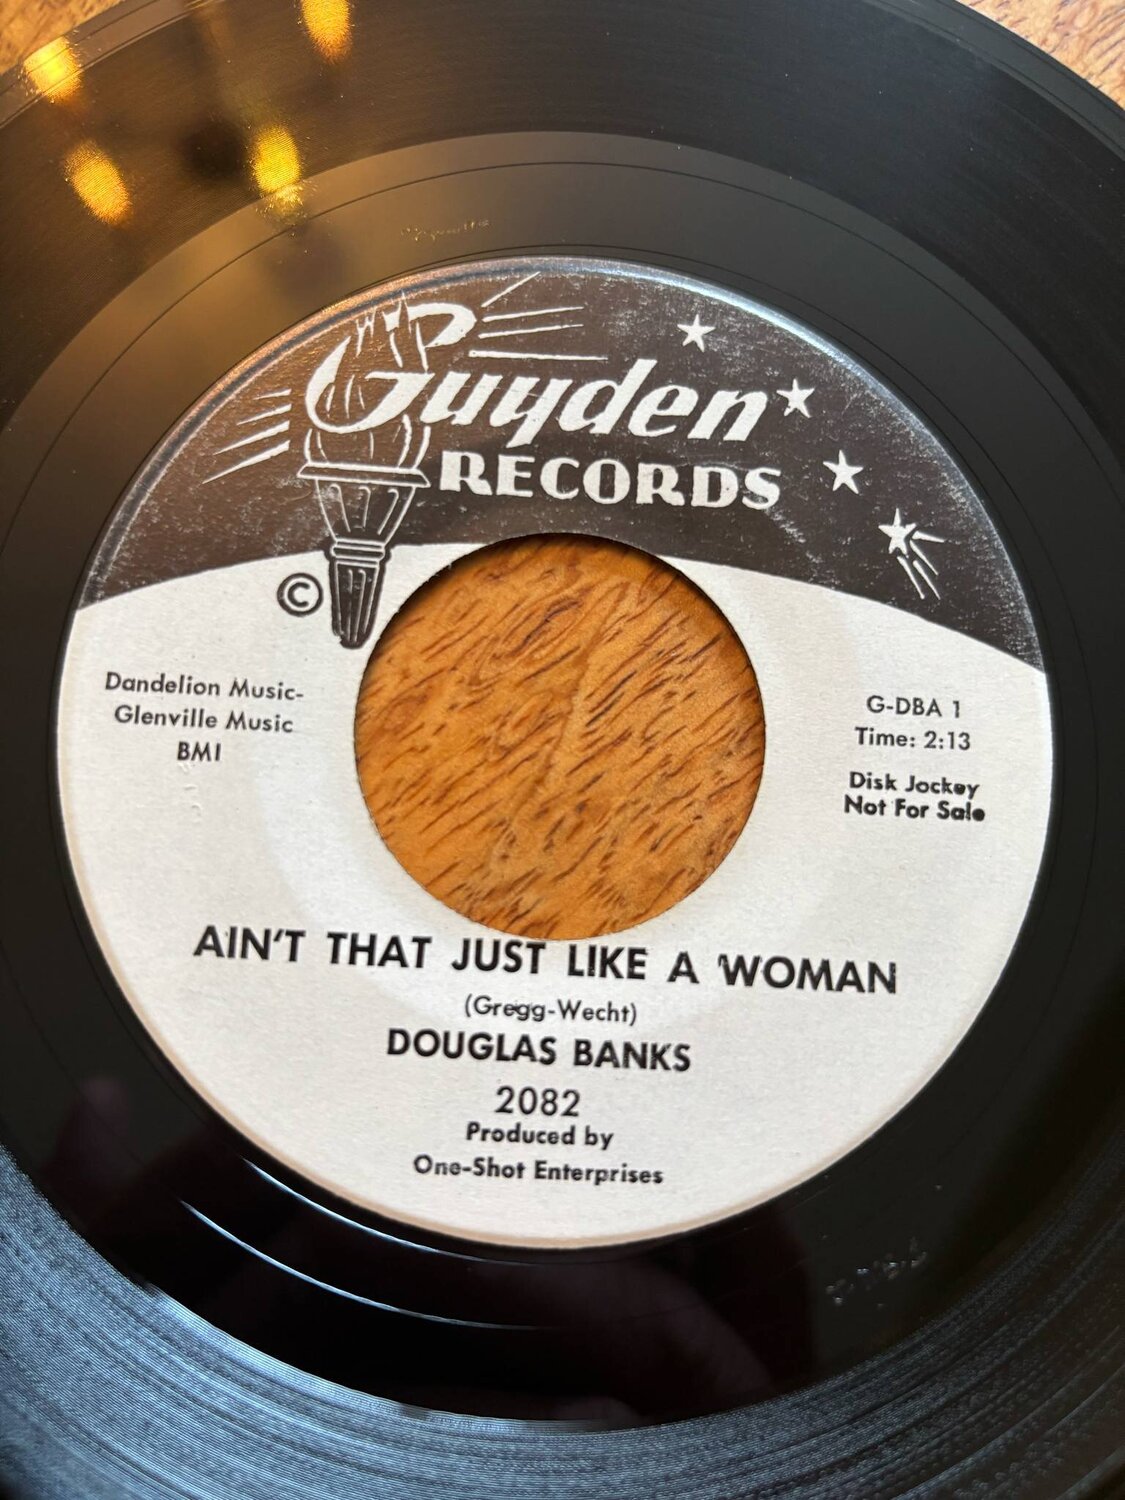 Guyden
RECORDS
©
Dandelion Music-
Glenville Music
BMI
G-DBA 1
Time: 2:13
Disk Jockey
Not For Sale
AIN'T THAT JUST LIKE A WOMAN
(Gregg-Wecht)
DOUGLAS BANKS
2082
Produced by
One-Shot Enterprises